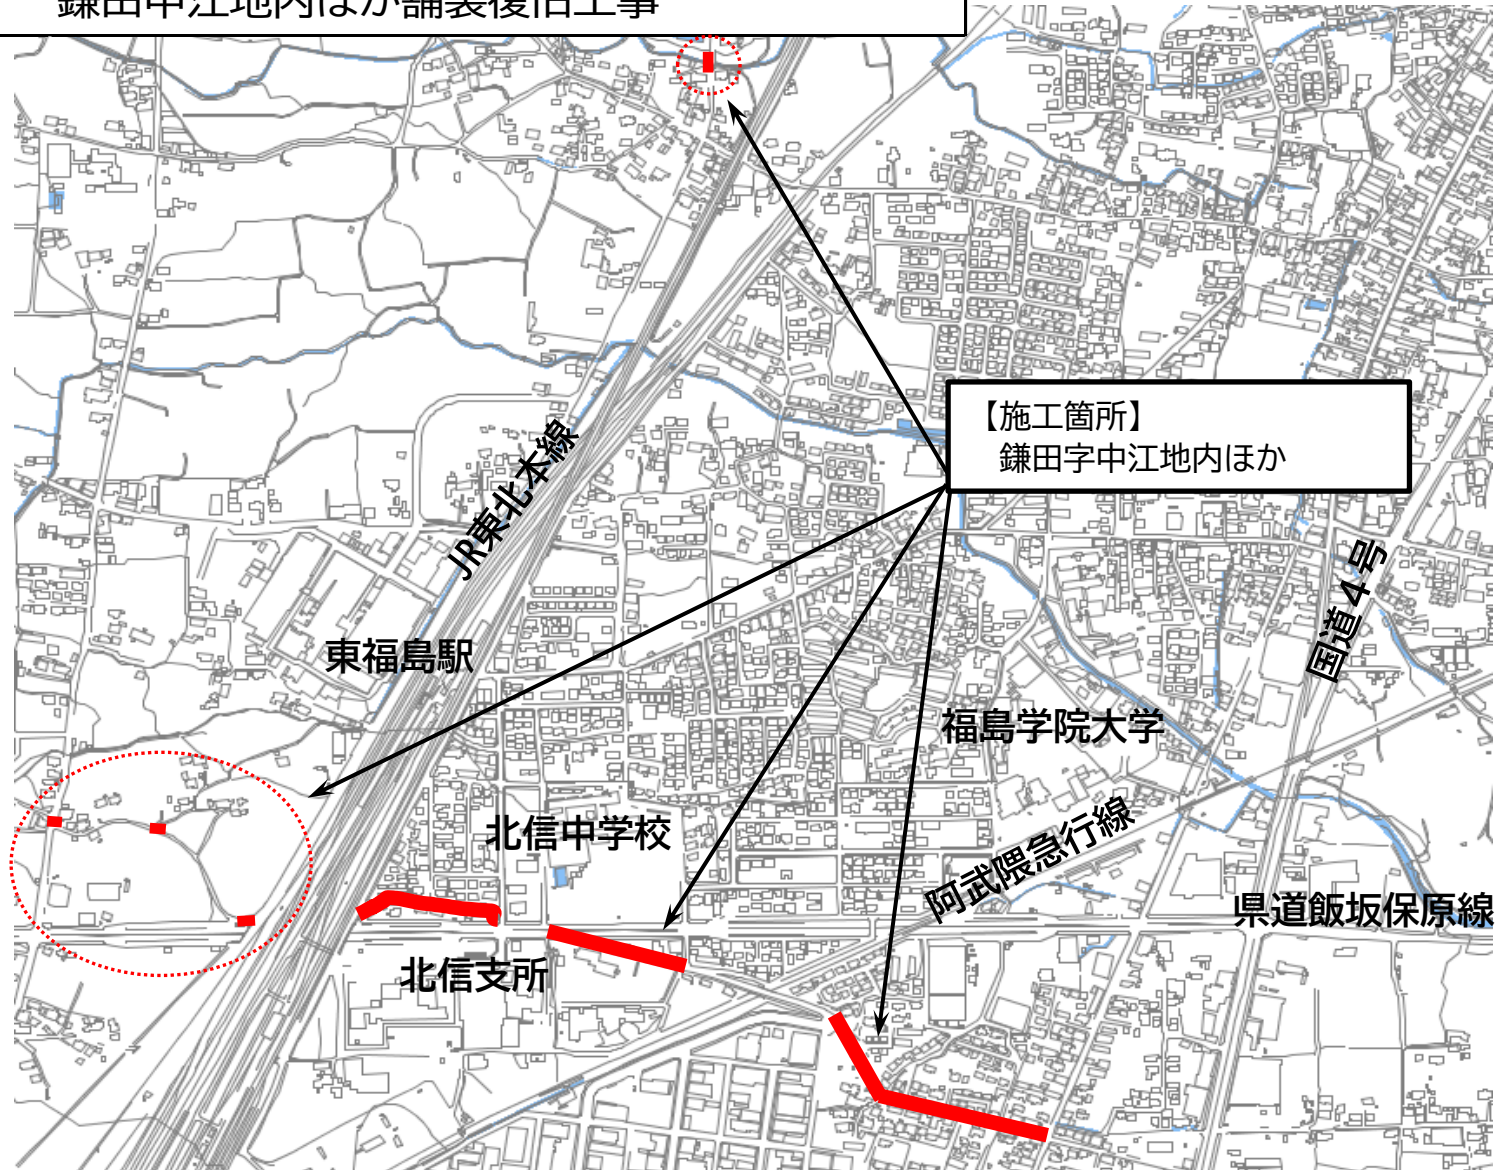 鎌田中江地内ほか舗装復旧工事
【施工箇所】
鎌田字中江地内ほか
JR東北本線
国道４号
東福島駅
福島学院大学
北信中学校
阿武隈急行線
県道飯坂保原線
北信支所